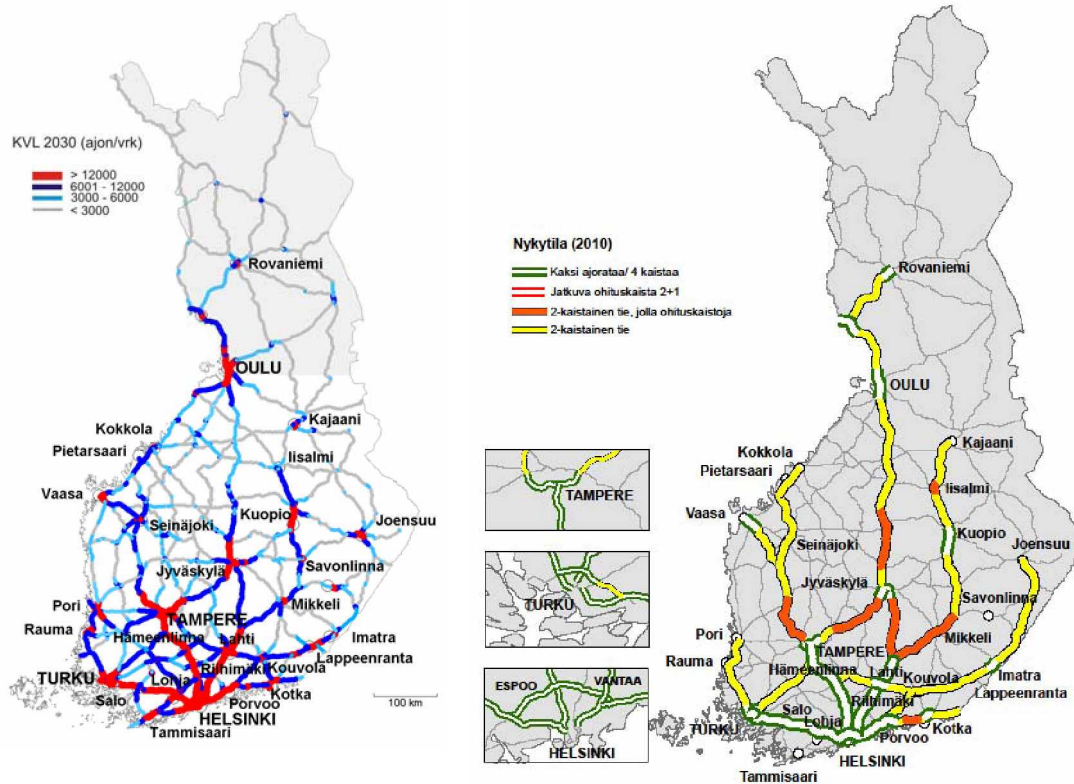 KVL 2030 (ajon/vrk)
> 12000
6001 - 12000
3000 - 6000
< 3000
Rovaniemi
OULU
Kajaani
Kokkola
Pietarsaari
Iisalmi
Vaasa
Seinäjoki
Kuopio
Joensuu
Jyväskylä
Savonlinna
Pori
Mikkeli
TAMPERE
Rauma
Hämeenlinna
Lahti
Imatra
Lappeenranta
Riihimäki
Kouvola
TURKU
Lohja
Kotka
Salo
Porvoo
HELSINKI
Tammisaari
100 km
Nykytila (2010)
Kaksi ajorataa/ 4 kaistaa
Jatkuva ohituskaista 2+1
2-kaistainen tie, jolla ohituskaistoja
2-kaistainen tie
TAMPERE
TURKU
ESPOO
VANTAA
HELSINKI
Rovaniemi
OULU
Kajaani
Kokkola
Pietarsaari
Iisalmi
Vaasa
Kuopio
Joensuu
Seinäjoki
Jyväskylä
Savonlinna
Pori
Mikkeli
TAMPERE
Rauma
Hämeenlinna
Lahti
Kouvola
Imatra
Lappeenranta
Riihimäki
Salo
Lohja
TURKU
Porvoo
Kotka
HELSINKI
Tammisaari